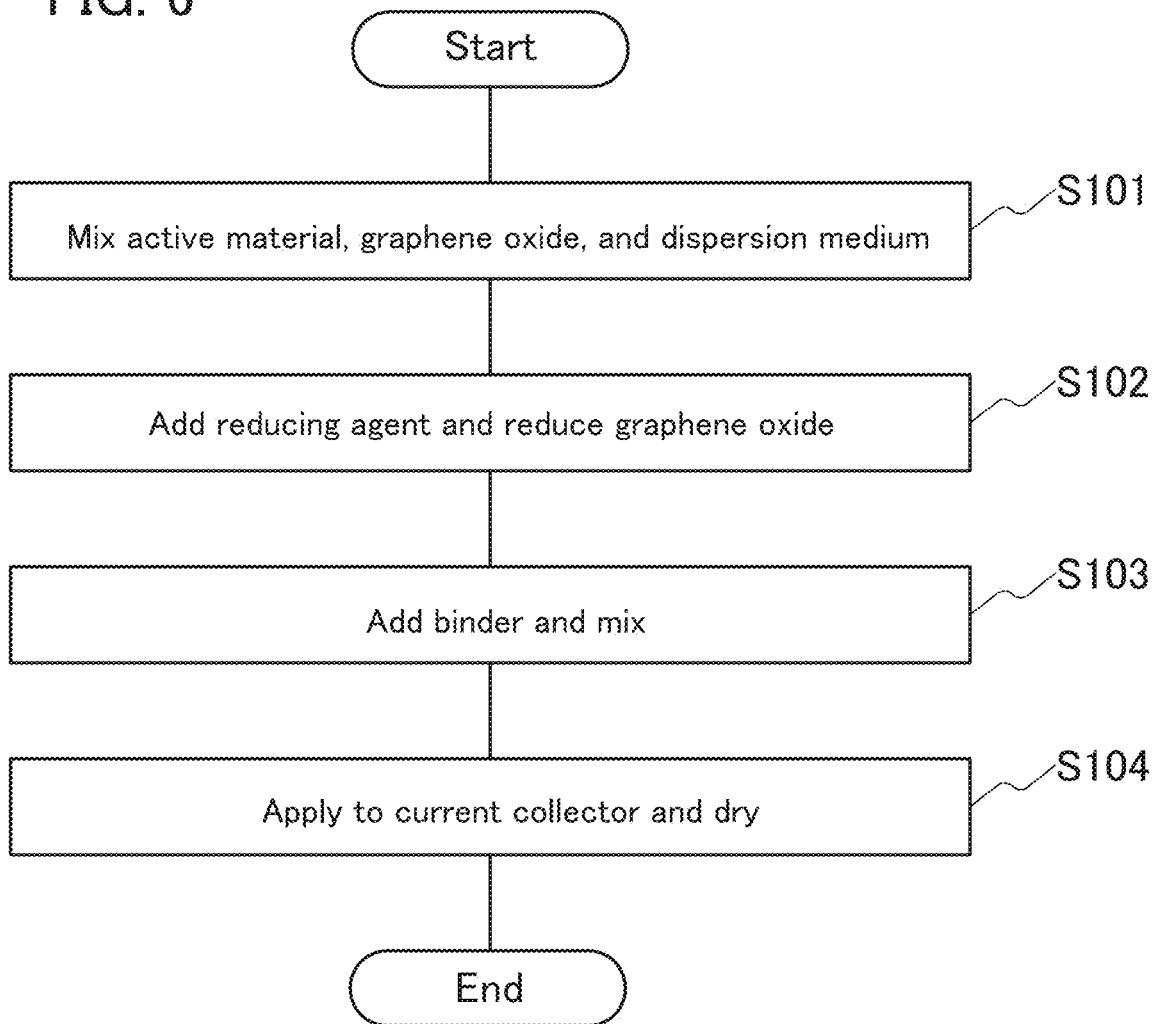 Start
S101
Mix active material, graphene oxide, and dispersion medium
S102
Add reducing agent and reduce graphene oxide
S103
Add binder and mix
S104
Apply to current collector and dry
End